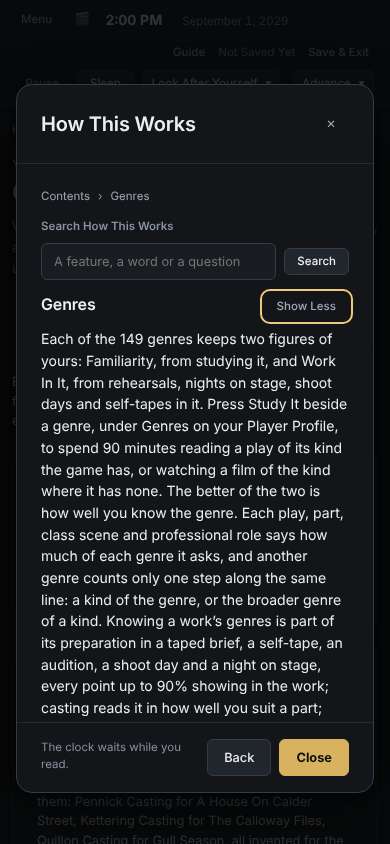 Menu 🎬 2:00 PM September 1, 2029
Guide Not Saved Yet Save & Exit
Pause Sleep Look After Yourself Advance
How This Works ×
Contents › Genres
Search How This Works
A feature, a word or a question Search
Genres Show Less
Each of the 149 genres keeps two figures of
yours: Familiarity, from studying it, and Work
In It, from rehearsals, nights on stage, shoot
days and self-tapes in it. Press Study It beside
a genre, under Genres on your Player Profile,
to spend 90 minutes reading a play of its kind
the game has, or watching a film of the kind
where it has none. The better of the two is
how well you know the genre. Each play, part,
class scene and professional role says how
much of each genre it asks, and another
genre counts only one step along the same
line: a kind of the genre, or the broader genre
of a kind. Knowing a work's genres is part of
its preparation in a taped brief, a self-tape, an
audition, a shoot day and a night on stage,
every point up to 90% showing in the work;
casting reads it in how well you suit a part;
The clock waits while you
read.
Back Close
them: Pennick Casting for A House On Calder
Street, Kettering Casting for The Calloway Files,
Quillon Casting for Gull Season, all invented for the